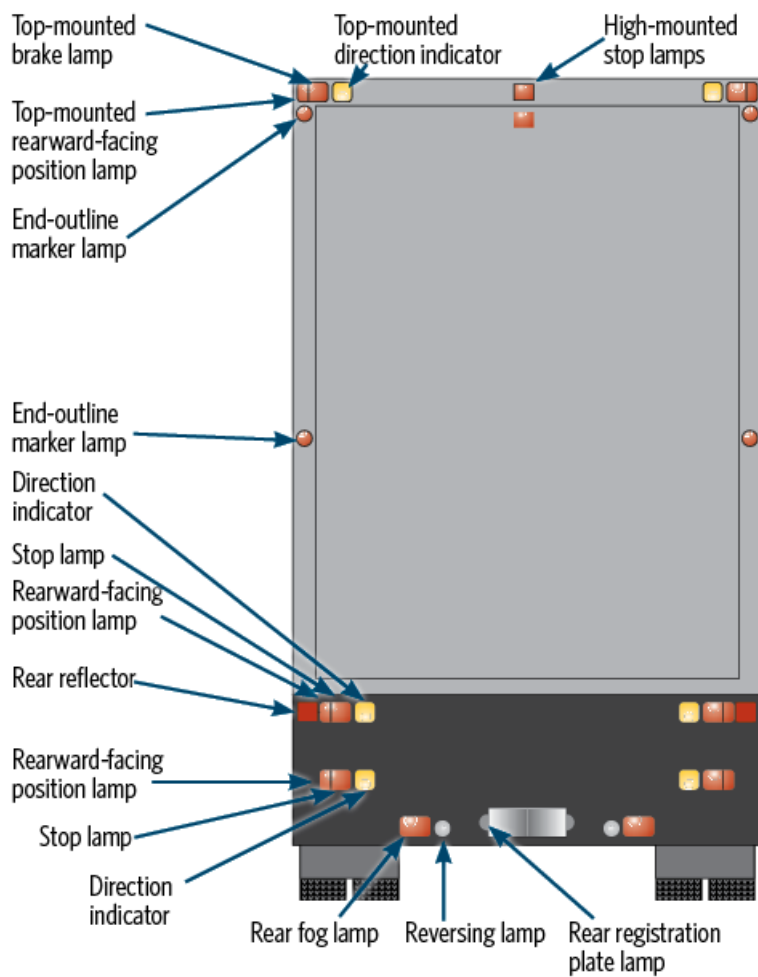 Top-mounted
brake lamp
Top-mounted
direction indicator
High-mounted
stop lamps
Top-mounted
rearward-facing
position lamp
End-outline
marker lamp
End-outline
marker lamp
Direction
indicator
Stop lamp
Rearward-facing
position lamp
Rear reflector
Rearward-facing
position lamp
Stop lamp
Direction
indicator
Rear fog lamp
Reversing lamp
Rear registration
plate lamp